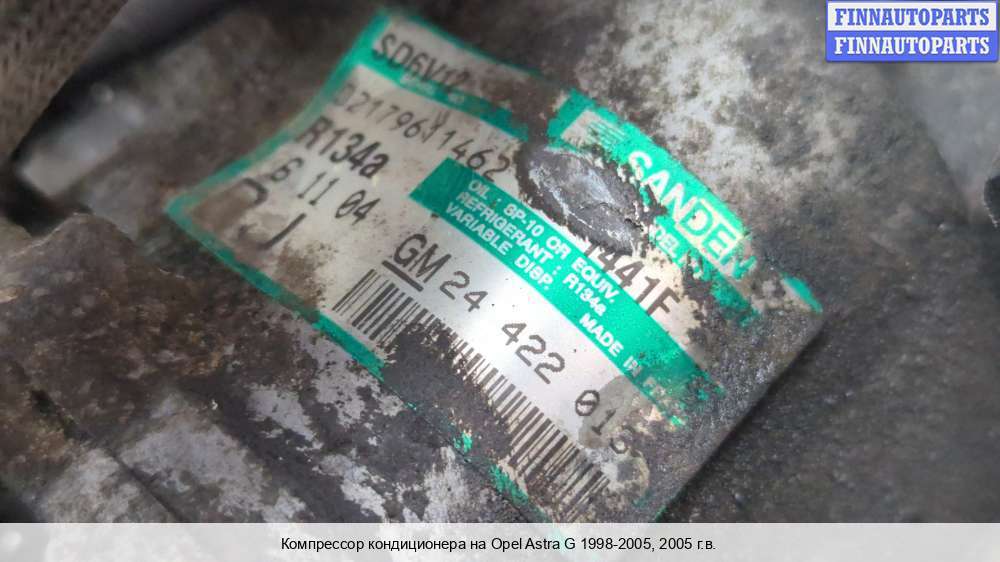 FINNAUTOPARTS
FINNAUTOPARTS
SD6V12
R134a
6 11 04
SANDEN
OIL : SP-10 OR EQUIV.
REFRIGERANT : R134a
VARIABLE DISP.
MADE IN
GM 24 422 01
Компрессор кондиционера на Opel Astra G 1998-2005, 2005 г.в.